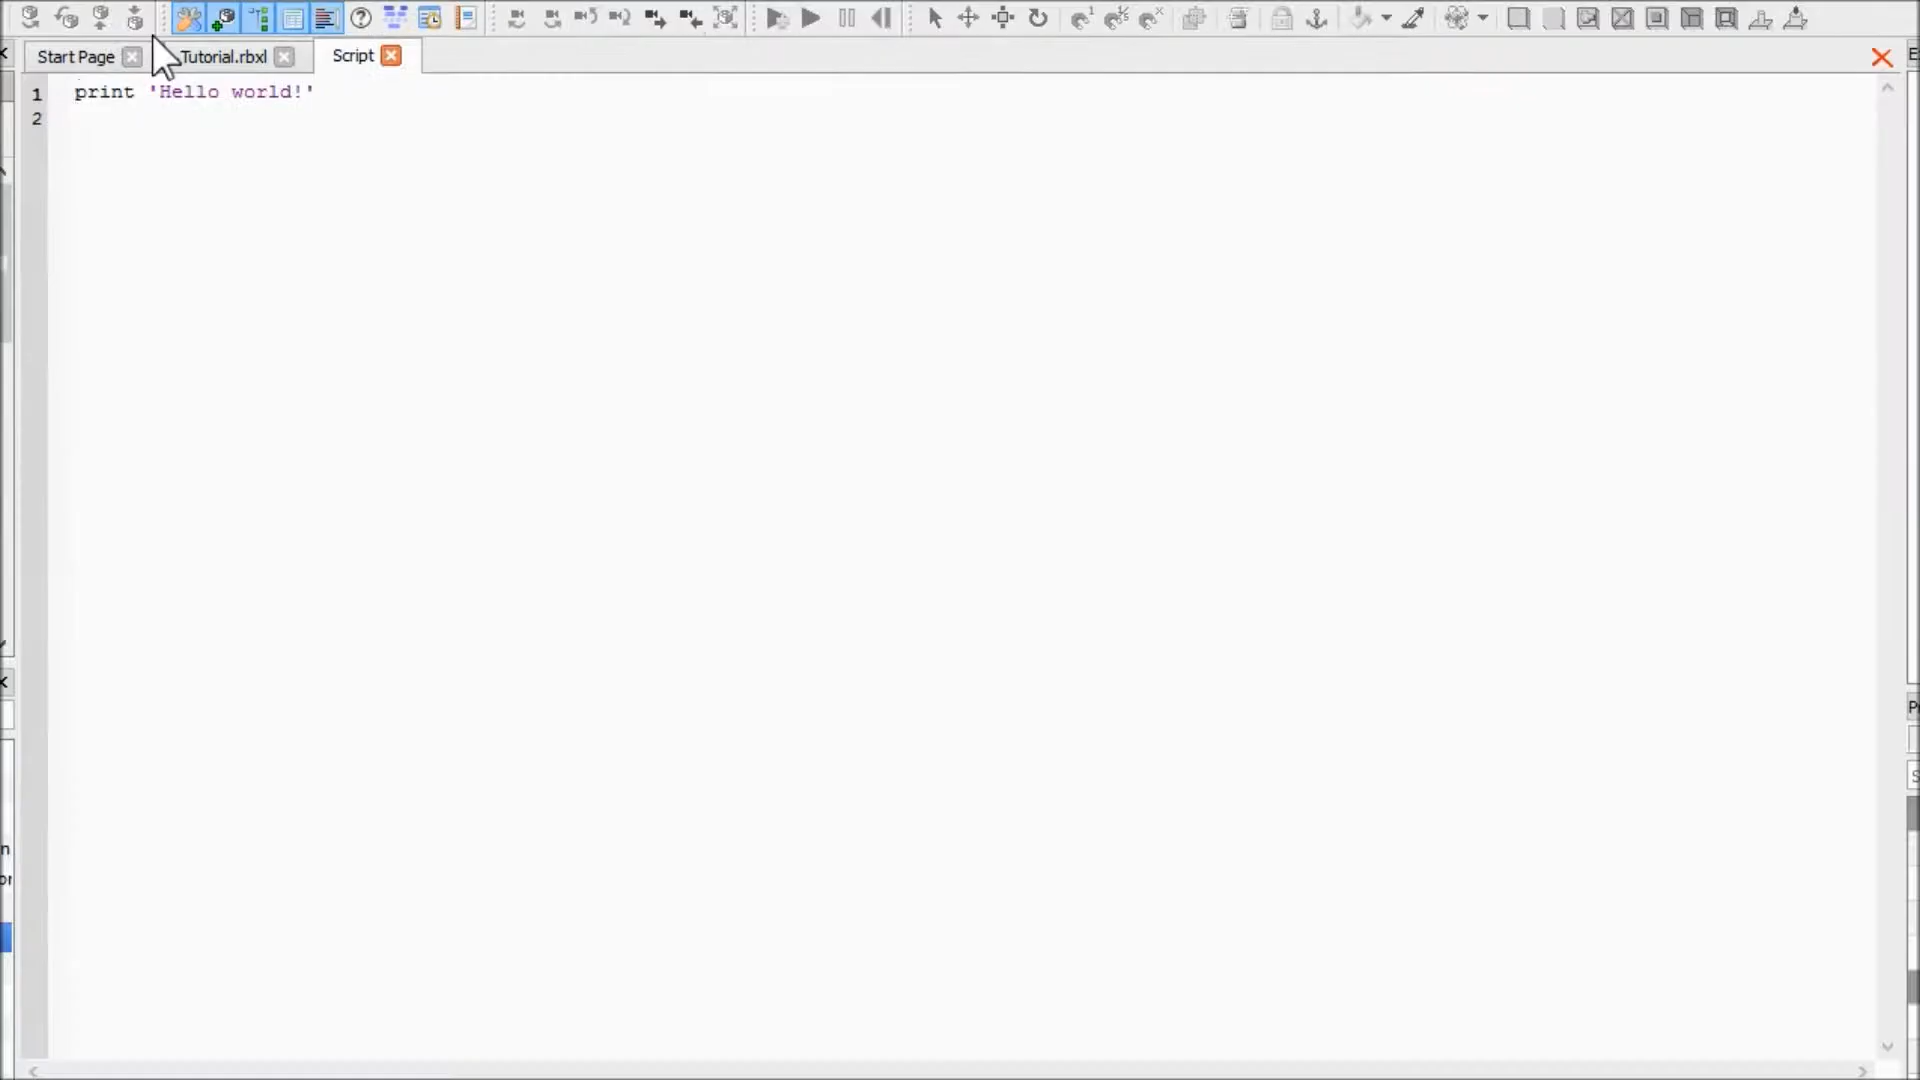 Start Page
Tutorial.rbxl
Script
1 print 'Hello world!'
2